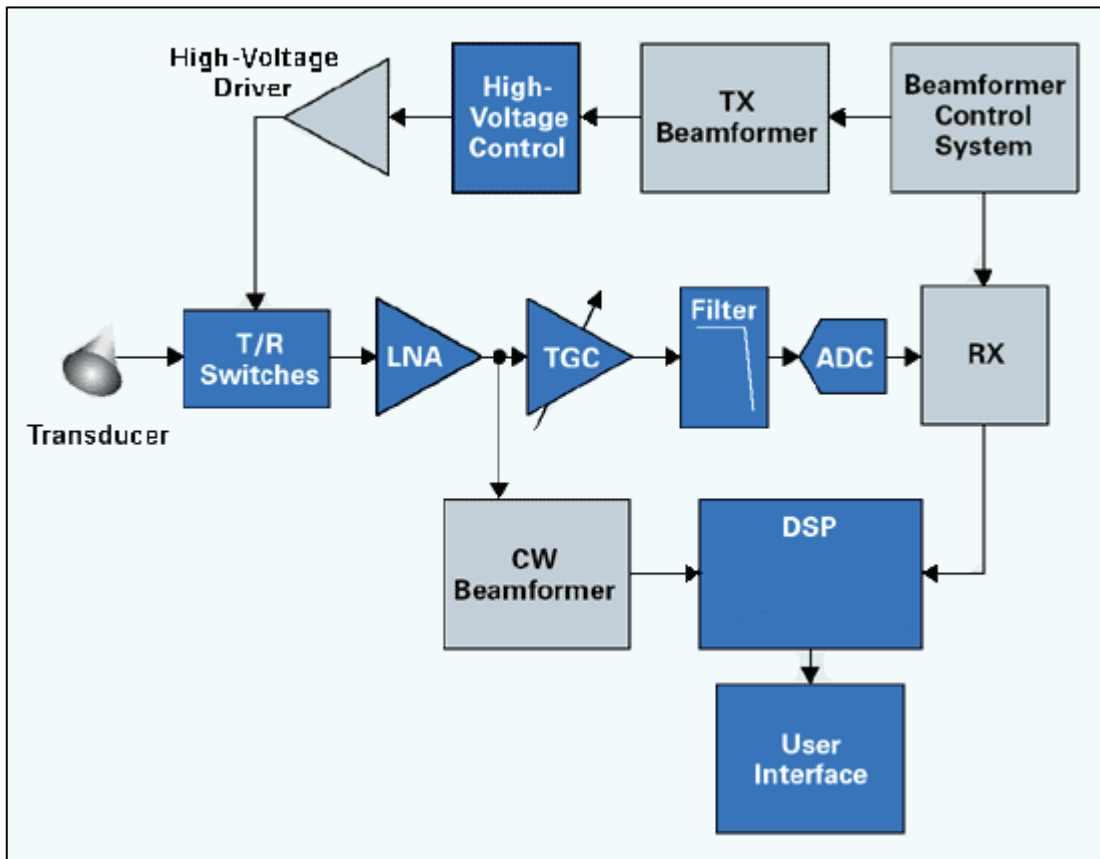 High-Voltage
Driver
High-
Voltage
Control
TX
Beamformer
Beamformer
Control
System
T/R
Switches
LNA
TGC
Filter
ADC
RX
Transducer
CW
Beamformer
DSP
User
Interface